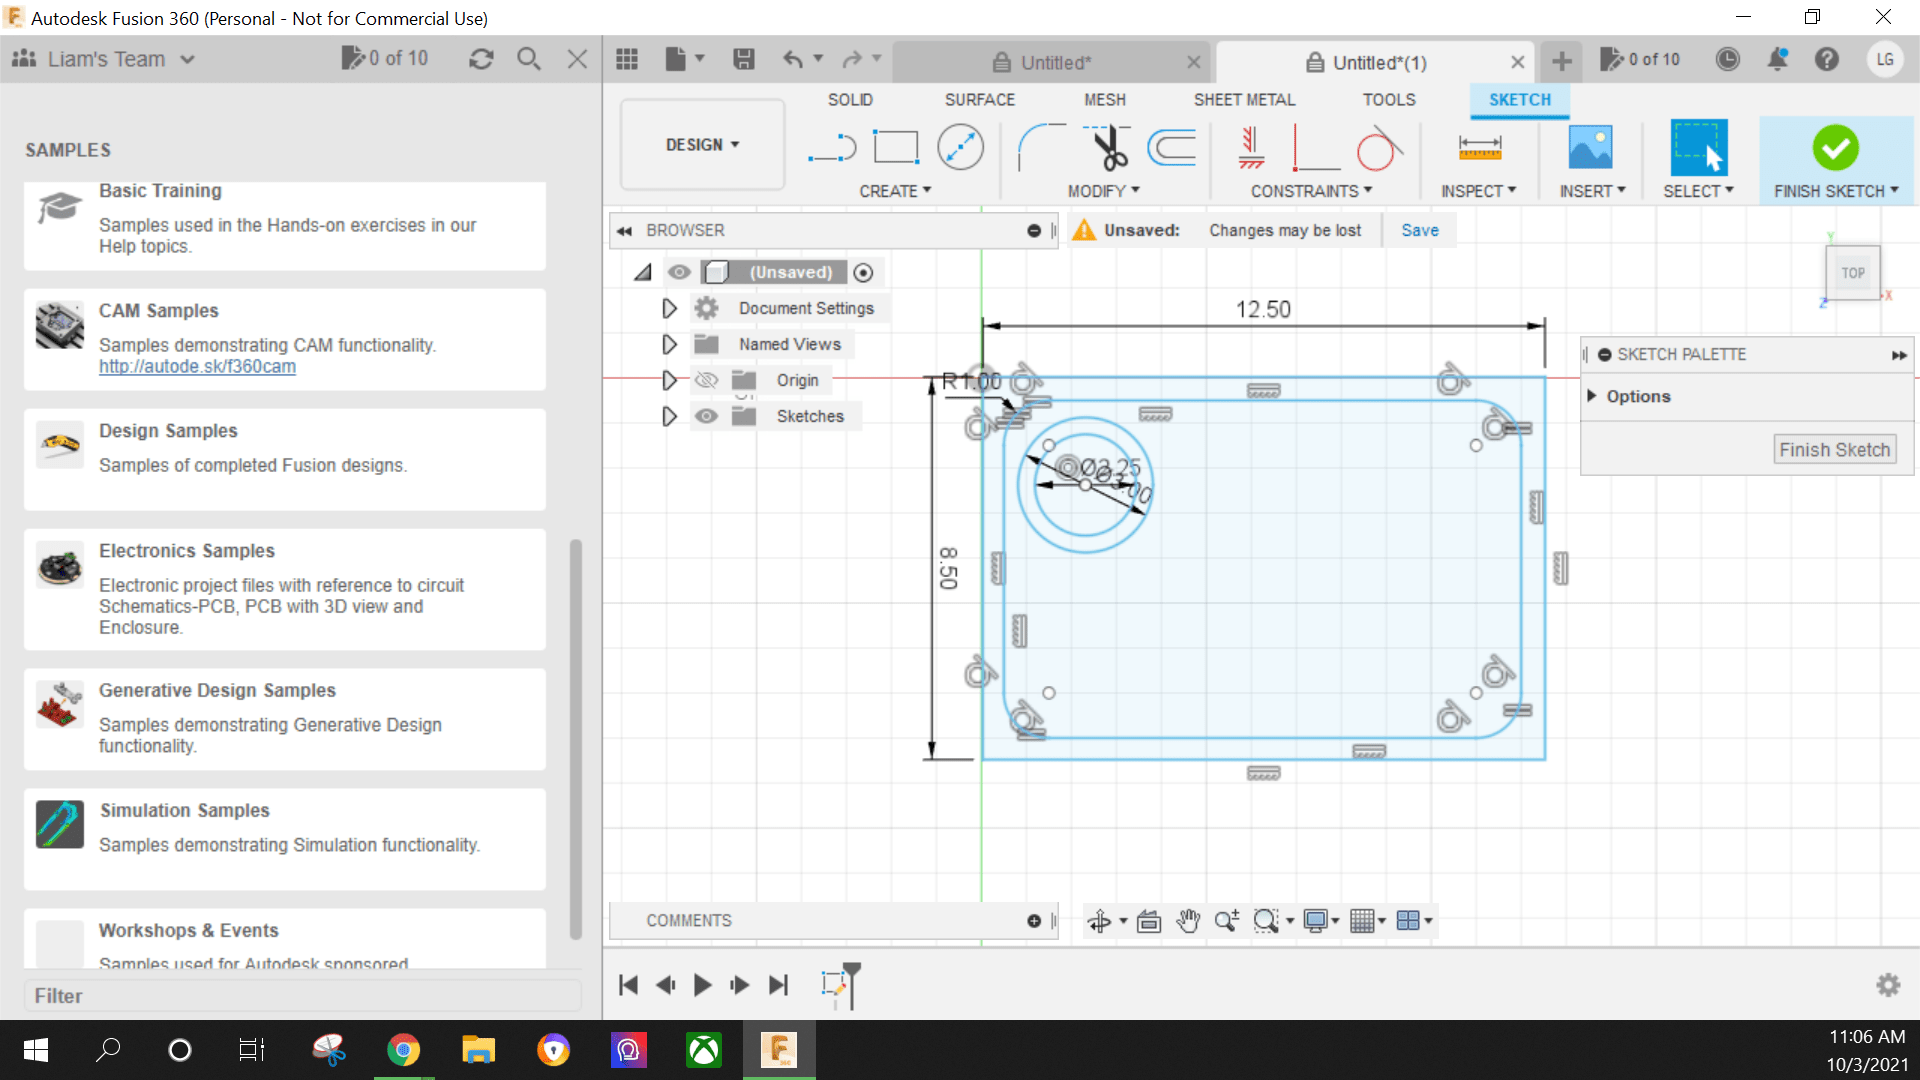 Autodesk Fusion 360 (Personal - Not for Commercial Use)
Liam's Team
0 of 10
Untitled*
Untitled*(1)
0 of 10
LG
SAMPLES
Basic Training
Samples used in the Hands-on exercises in our
Help topics.
CAM Samples
Samples demonstrating CAM functionality.
http://autode.sk/f360cam
Design Samples
Samples of completed Fusion designs.
Electronics Samples
Electronic project files with reference to circuit
Schematics-PCB, PCB with 3D view and
Enclosure.
Generative Design Samples
Samples demonstrating Generative Design
functionality.
Simulation Samples
Samples demonstrating Simulation functionality.
Workshops & Events
Samples used for Autodesk sponsored
Filter
DESIGN
SOLID
SURFACE
MESH
SHEET METAL
TOOLS
SKETCH
CREATE
MODIFY
CONSTRAINTS
INSPECT
INSERT
SELECT
FINISH SKETCH
BROWSER
Unsaved:
Changes may be lost
Save
(Unsaved)
Document Settings
Named Views
Origin
Sketches
TOP
Y
X
Z
12.50
R1.00
8.50
SKETCH PALETTE
Options
Finish Sketch
COMMENTS
F
360
11:06 AM
10/3/2021